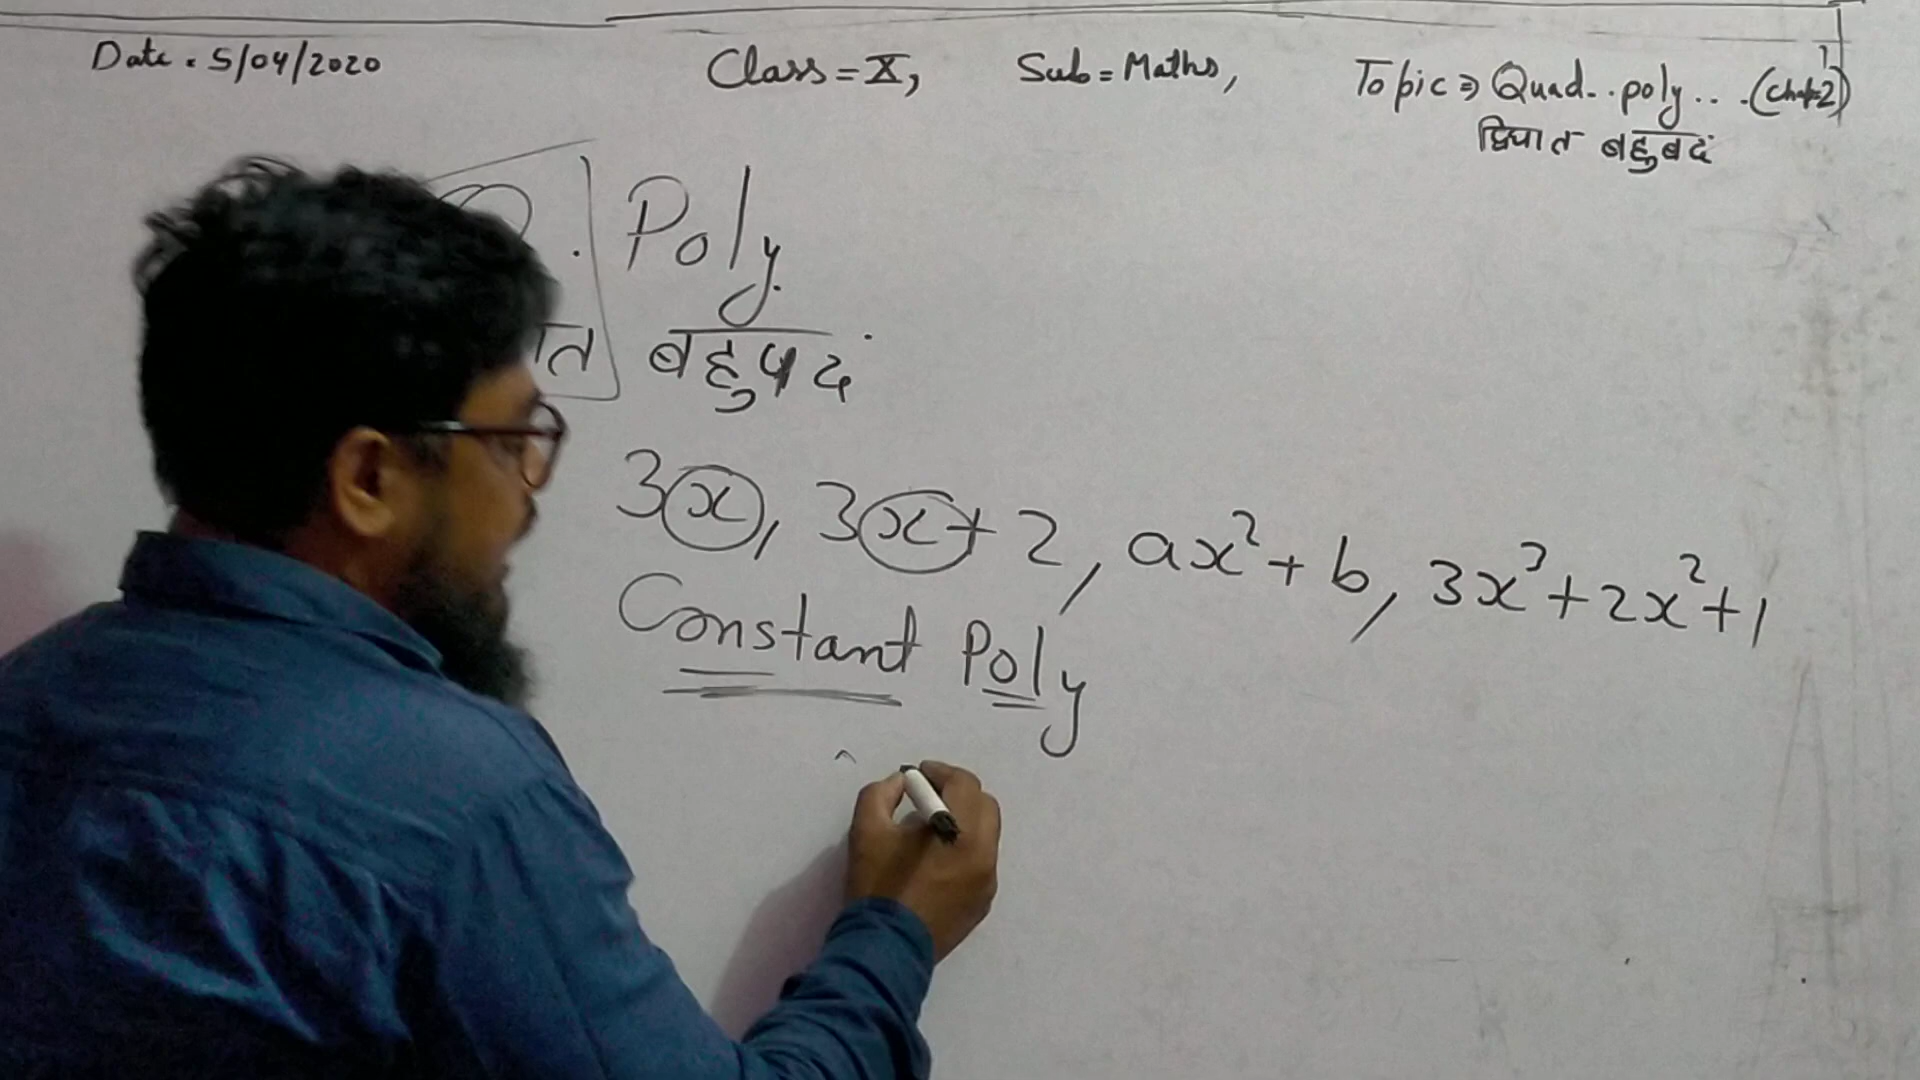 Date. 5/04/2020 Class = X, Sub = Maths, Topic ⇒ Quad.. poly... (Chap-2)
द्विघात बहुबद
Poly
त बहुपद
3x, 3x + 2, ax² + b, 3x³ + 2x² + 1
Constant Poly